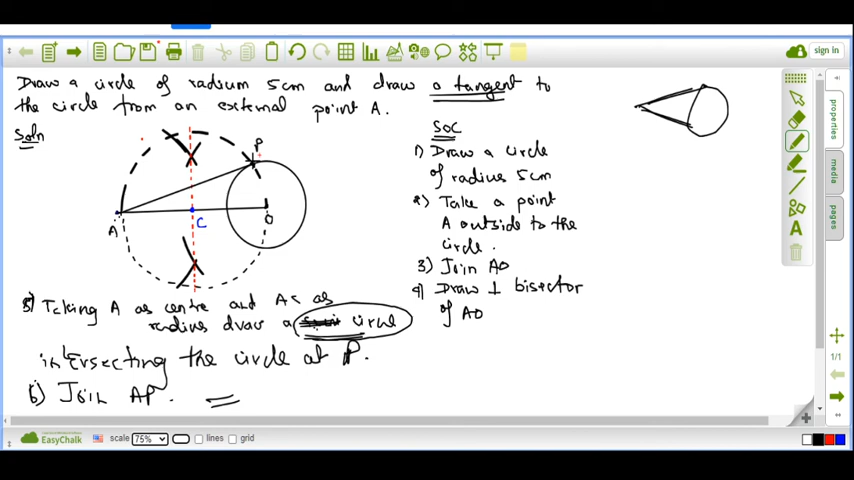 sign in
Draw a circle of radius 5cm and draw a tangent to
the circle from an external point A.
Soln
P
A
C
O
SOC
1) Draw a circle
of radius 5cm
2) Take a point
A outside to the
circle.
3) Join AO
4) Draw ⊥ bisector
of AO
5) Taking A as centre and AC as
radius draw a circle
intersecting the circle at P.
6) Join AP.
properties
media
pages
1/1
EasyChalk
scale
75%
lines
grid